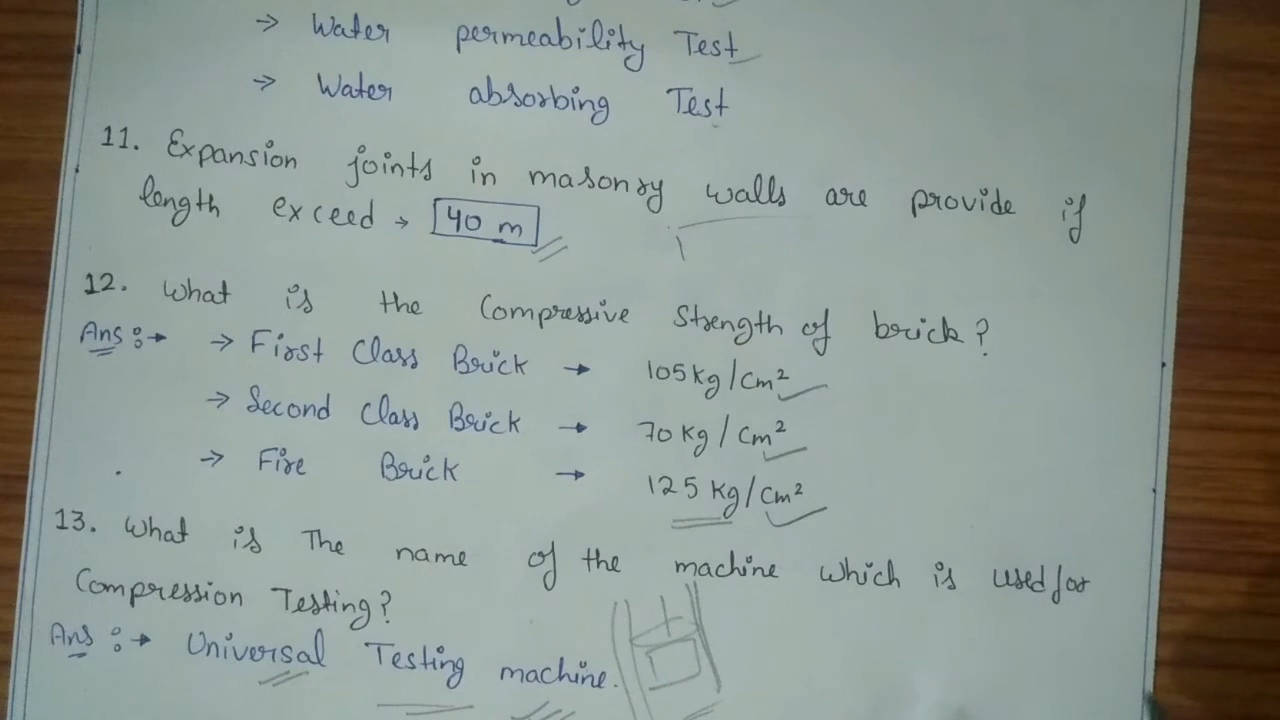 → Water permeability Test
→ Water absorbing Test
11. Expansion joints in masonry walls are provide if
length exceed → 40 m
12. What is the Compressive Strength of brick?
Ans :→ → First Class Brick → 105 kg/cm²
→ Second Class Brick → 70 kg/cm²
→ Fire Brick → 125 kg/cm²
13. What is The name of the machine which is used for
Compression Testing?
Ans :→ Universal Testing machine.